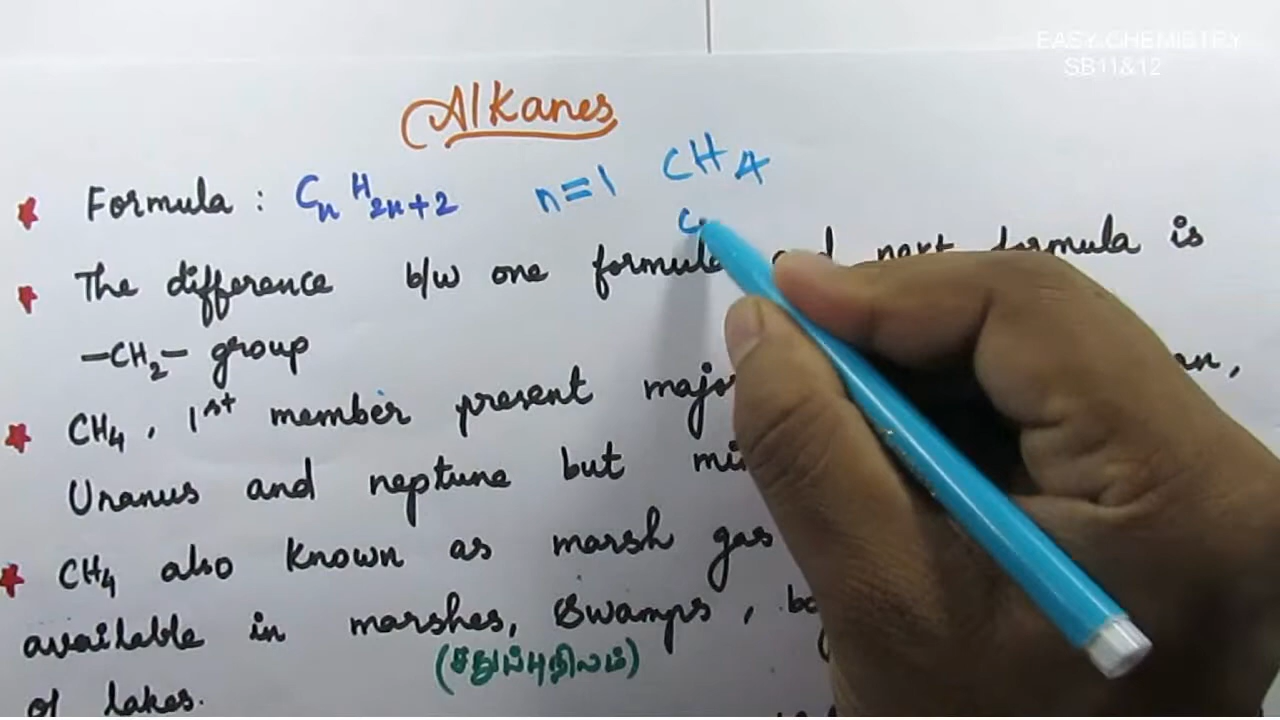 EASY CHEMISTRY
SB11&12
Alkanes
Formula : CnH2n+2 n=1 CH4
C
The difference b/w one formula and next formula is
-CH2- group
CH4, 1st member present
Uranus and neptune but
CH4 also known as marsh gas
available in marshes, swamps,
(சதுப்புநிலம்)
of lakes.